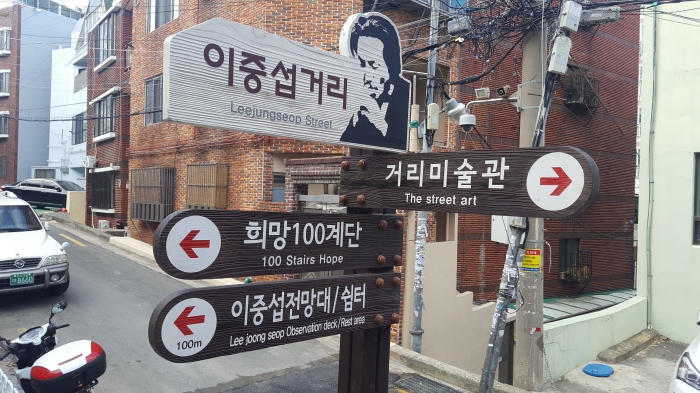 이중섭거리
Leejungseop Street
거리미술관
The street art
희망100계단
100 Stairs Hope
이중섭전망대/쉼터
Lee joong seop Observation deck/Rest area
100m